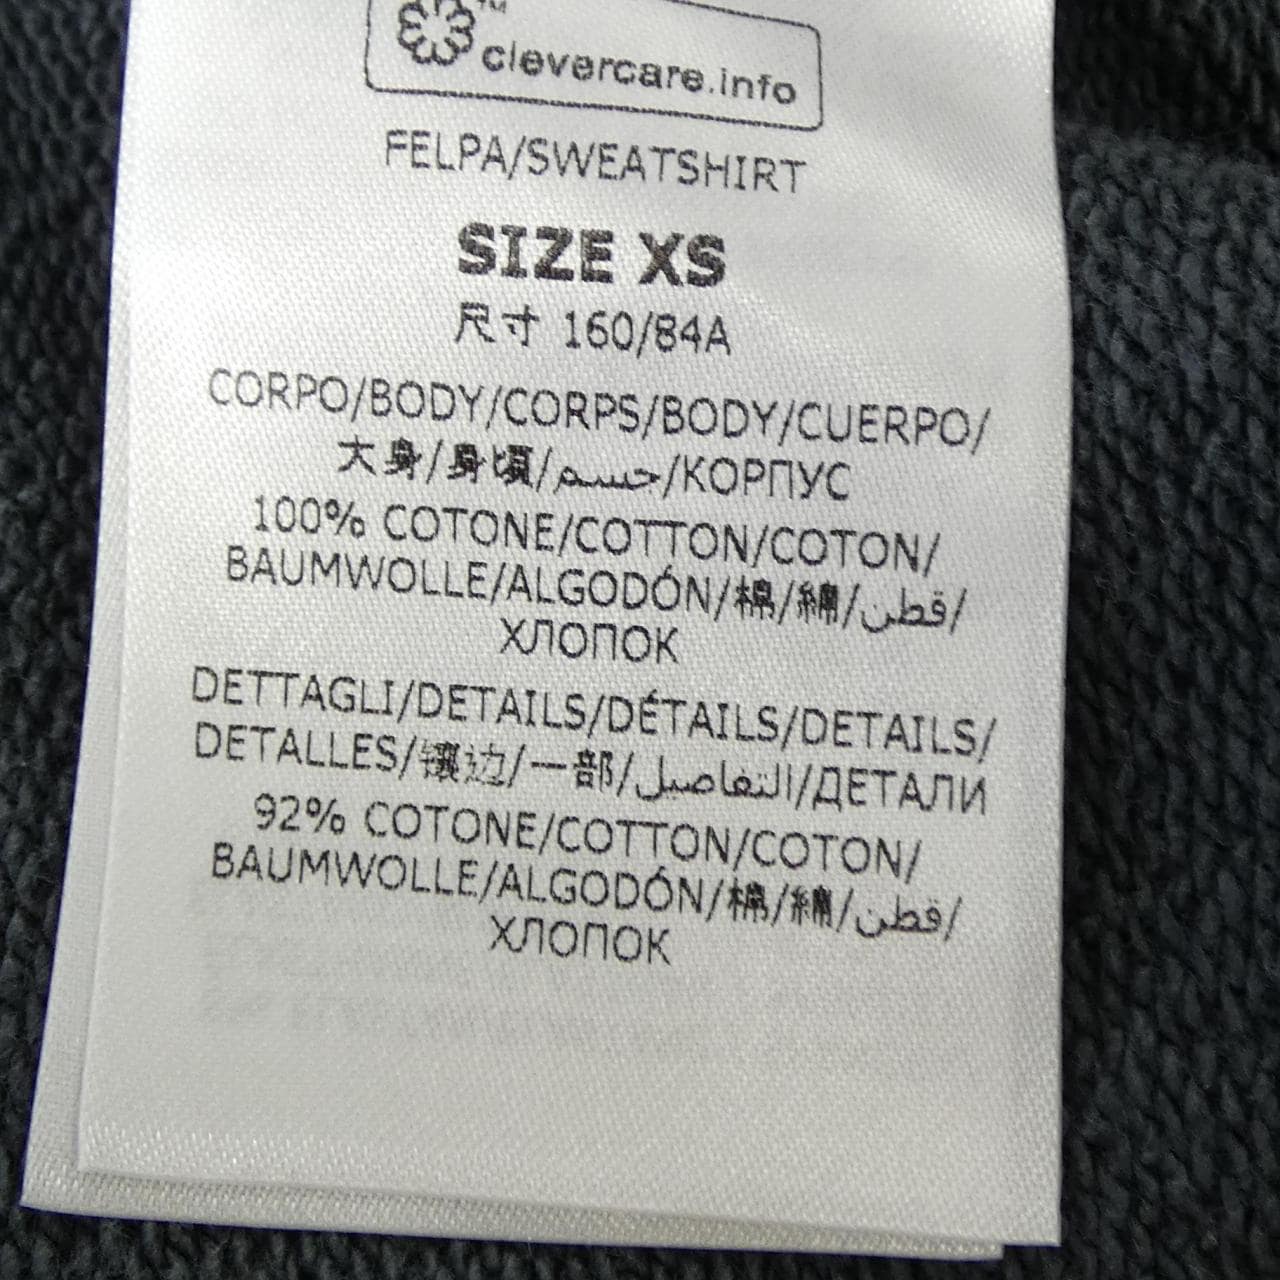 clevercare.info
FELPA/SWEATSHIRT
SIZE XS
尺寸 160/84A
CORPO/BODY/CORPS/BODY/CUERPO/
大身/身頃/جسم/КОРПУС
100% COTONE/COTTON/COTON/
BAUMWOLLE/ALGODÓN/棉/綿/قطن/
ХЛОПОК
DETTAGLI/DETAILS/DÉTAILS/DETAILS/
DETALLES/镶边/一部/التفاصيل/ДЕТАЛИ
92% COTONE/COTTON/COTON/
BAUMWOLLE/ALGODÓN/棉/綿/قطن/
ХЛОПОК